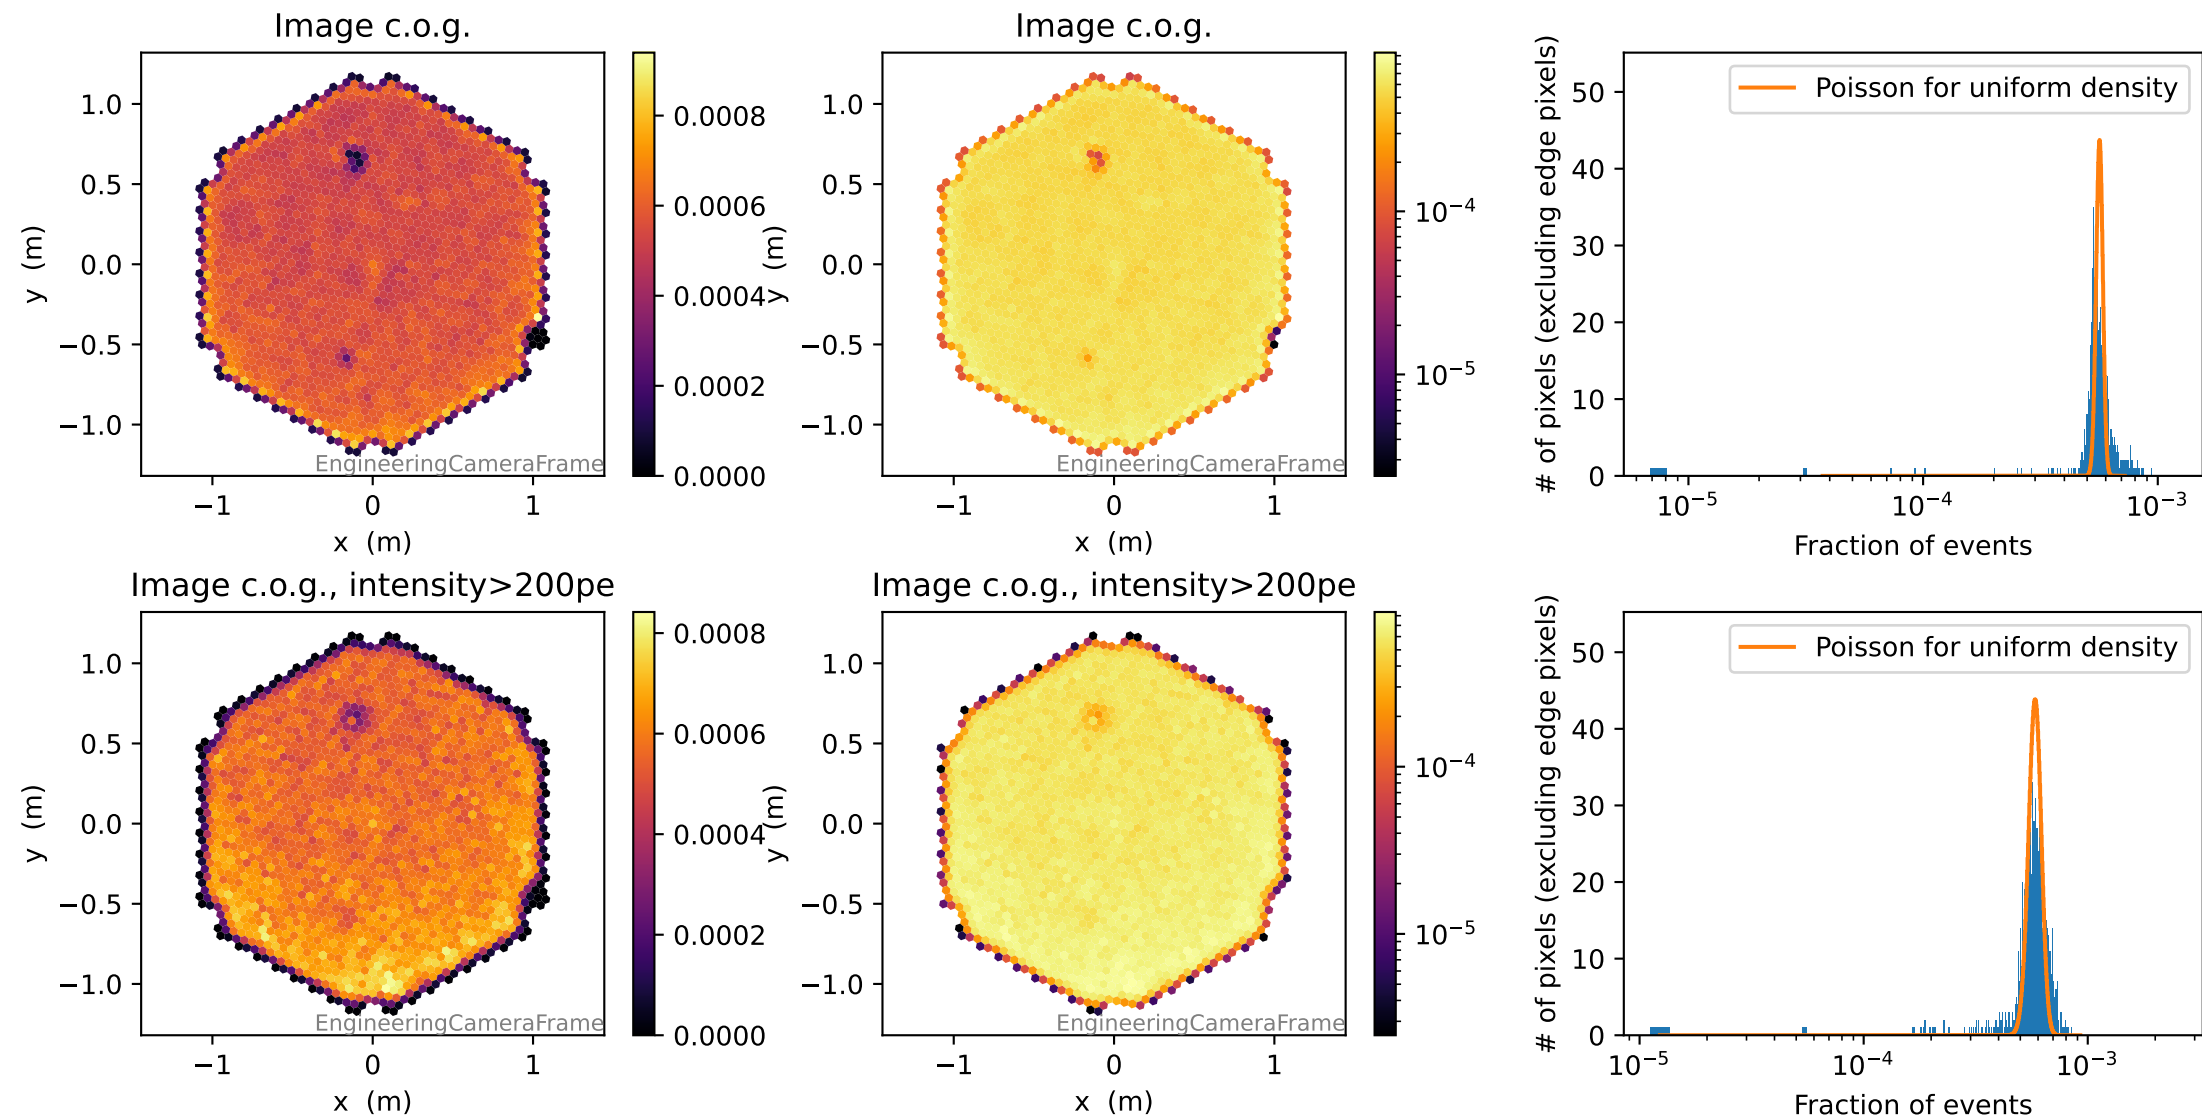 Image c.o.g.
y (m)
1.0
0.5
0.0
−0.5
−1.0
−1
0
1
x (m)
EngineeringCameraFrame
0.0008
0.0006
0.0004
0.0002
0.0000
Image c.o.g.
y (m)
1.0
0.5
0.0
−0.5
−1.0
−1
0
1
x (m)
EngineeringCameraFrame
10⁻⁴
10⁻⁵
# of pixels (excluding edge pixels)
50
40
30
20
10
0
Poisson for uniform density
10⁻⁵
10⁻⁴
10⁻³
Fraction of events
Image c.o.g., intensity>200pe
y (m)
1.0
0.5
0.0
−0.5
−1.0
−1
0
1
x (m)
EngineeringCameraFrame
0.0008
0.0006
0.0004
0.0002
0.0000
Image c.o.g., intensity>200pe
y (m)
1.0
0.5
0.0
−0.5
−1.0
−1
0
1
x (m)
EngineeringCameraFrame
10⁻⁴
10⁻⁵
# of pixels (excluding edge pixels)
50
40
30
20
10
0
Poisson for uniform density
10⁻⁵
10⁻⁴
10⁻³
Fraction of events